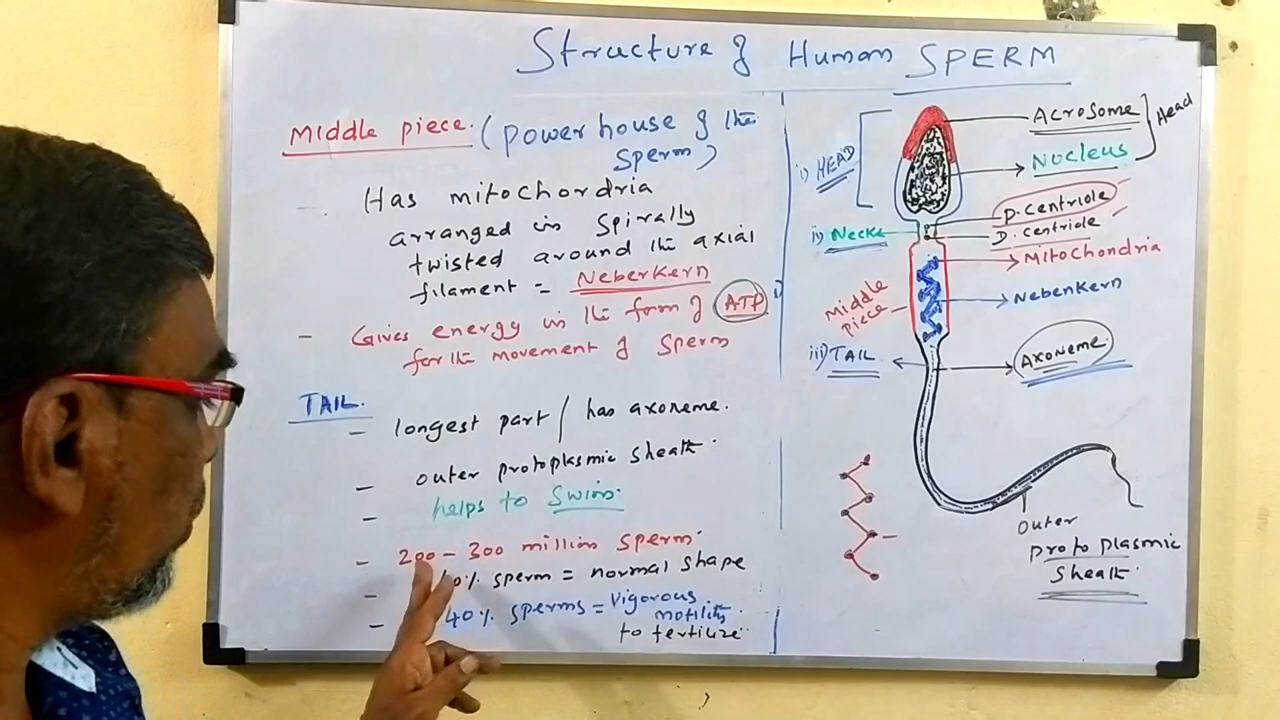 Structure of Human SPERM
Middle piece (powerhouse of the
sperm)
Has mitochondria
arranged in spirally
twisted around the axial
filament = Neberkern
- Gives energy in the form of ATP
for the movement of sperm
TAIL
- longest part / has axoneme.
- outer protoplasmic sheath
- helps to swim.
- 200 - 300 million sperm
- 0% sperm = normal shape
- 40% sperms = vigorous
motility
to fertilize
i) HEAD
Acrosome
Nucleus
Head
ii) Neck
P. centriole
D. centriole
Mitochondria
Middle
piece
Nebenkern
iii) TAIL
Axoneme
outer
protoplasmic
sheath